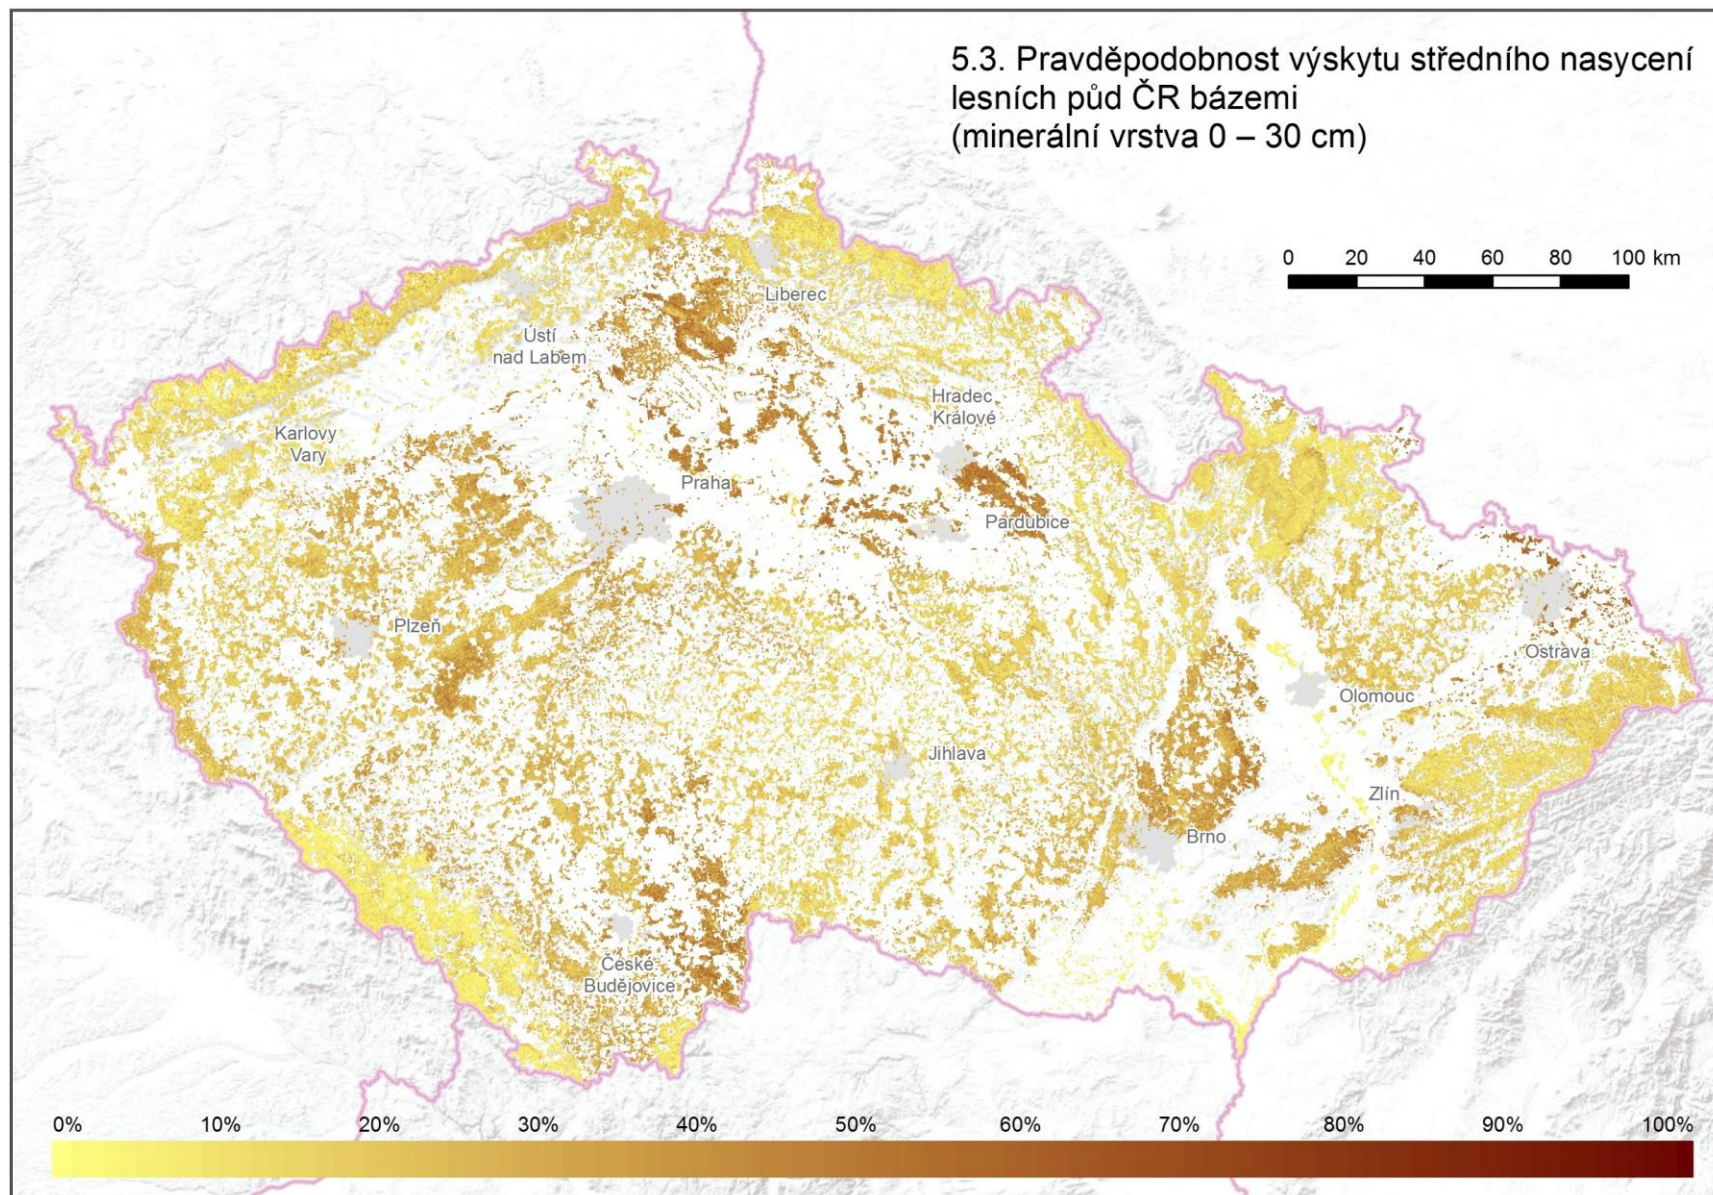 5.3. Pravděpodobnost výskytu středního nasycení
lesních půd ČR bázemi
(minerální vrstva 0 – 30 cm)
0 20 40 60 80 100 km
Liberec
Ústí
nad Labem
Hradec
Králové
Karlovy
Vary
Praha
Pardubice
Plzeň
Ostrava
Olomouc
Jihlava
Zlín
Brno
České
Budějovice
0% 10% 20% 30% 40% 50% 60% 70% 80% 90% 100%